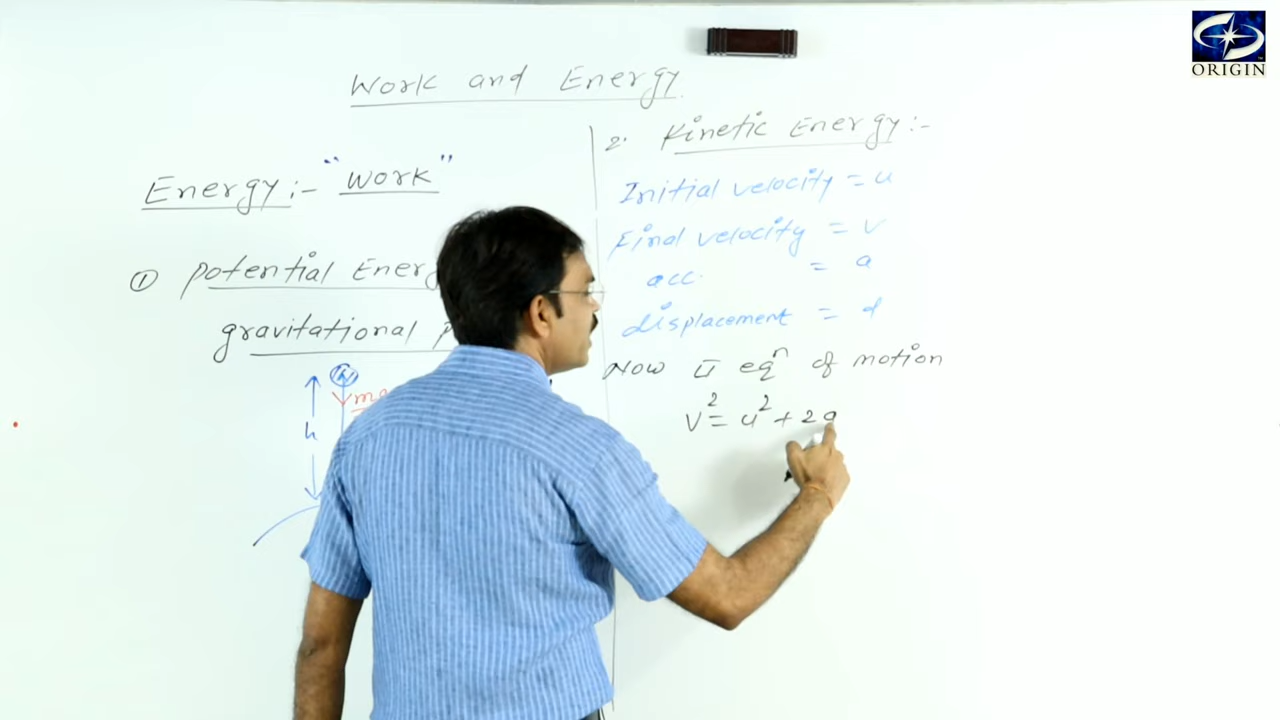 ORIGIN
Work and Energy
Energy:- "Work"
① Potential Energ
gravitational P
h
2. Kinetic Energy:-
Initial velocity = u
Final velocity = v
acc. = a
displacement = d
Now eqⁿ of motion
v² = u² + 2a